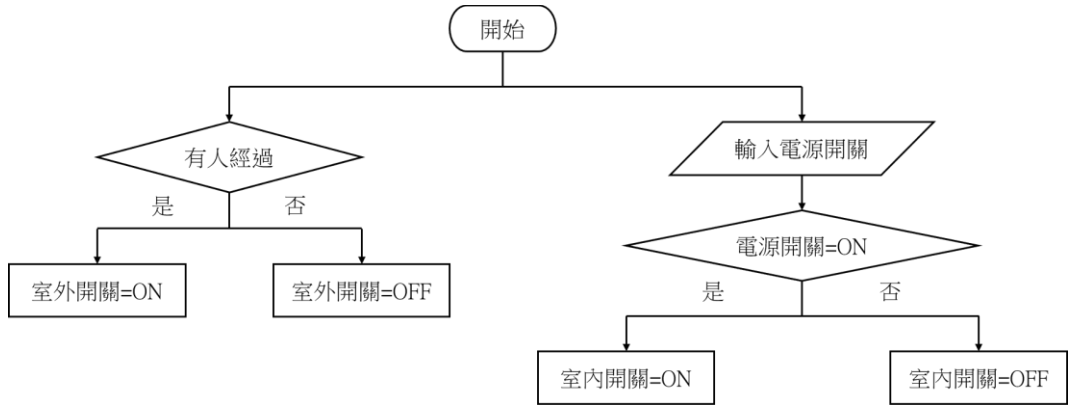 開始
有人經過
輸入電源開關
是
否
電源開關=ON
室外開關=ON
室外開關=OFF
是
否
室內開關=ON
室內開關=OFF